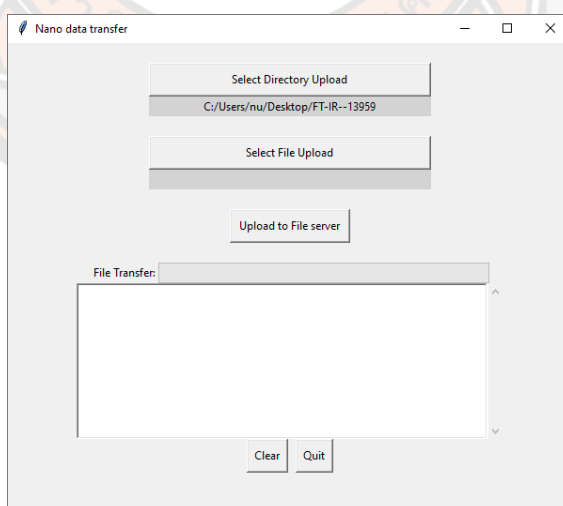 Nano data transfer
Select Directory Upload
C:/Users/nu/Desktop/FT-IR--13959
Select File Upload
Upload to File server
File Transfer:
Clear Quit